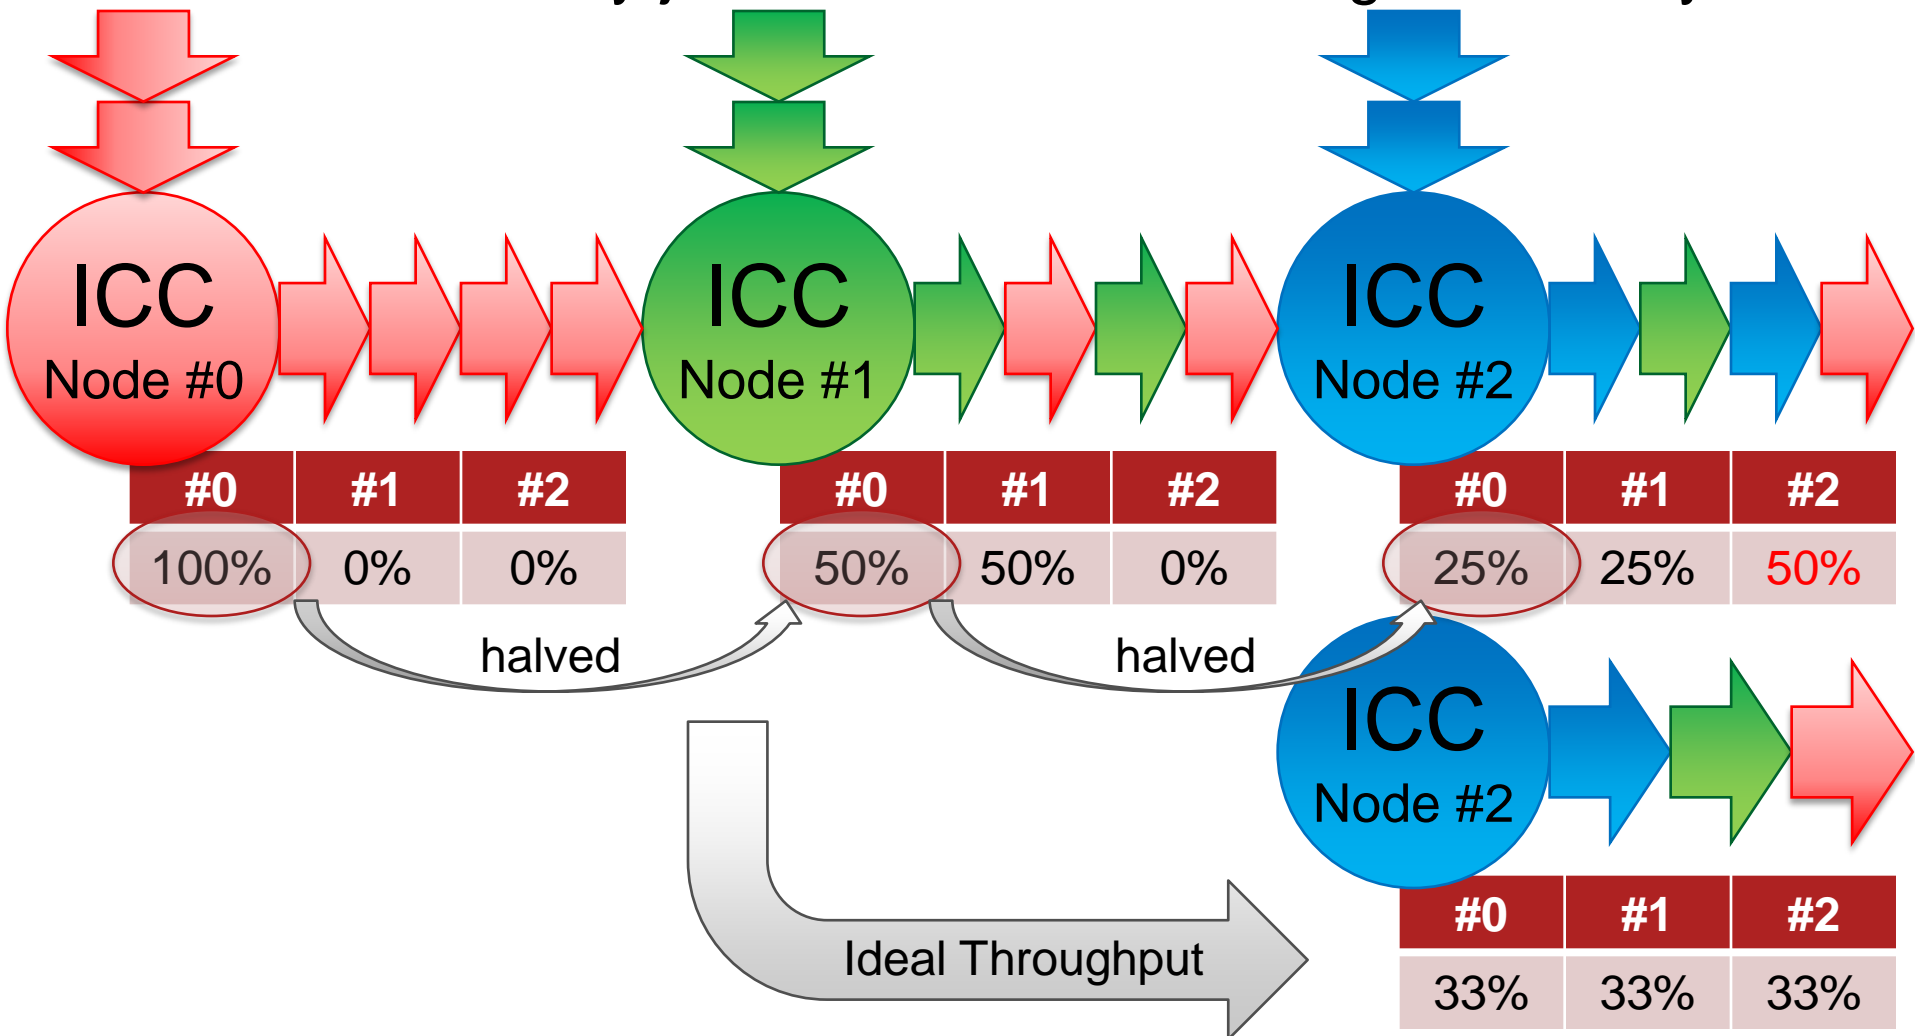 ICC
Node #0
ICC
Node #1
ICC
Node #2
#0 #1 #2
100% 0% 0%
#0 #1 #2
50% 50% 0%
#0 #1 #2
25% 25% 50%
halved
halved
ICC
Node #2
Ideal Throughput
#0 #1 #2
33% 33% 33%